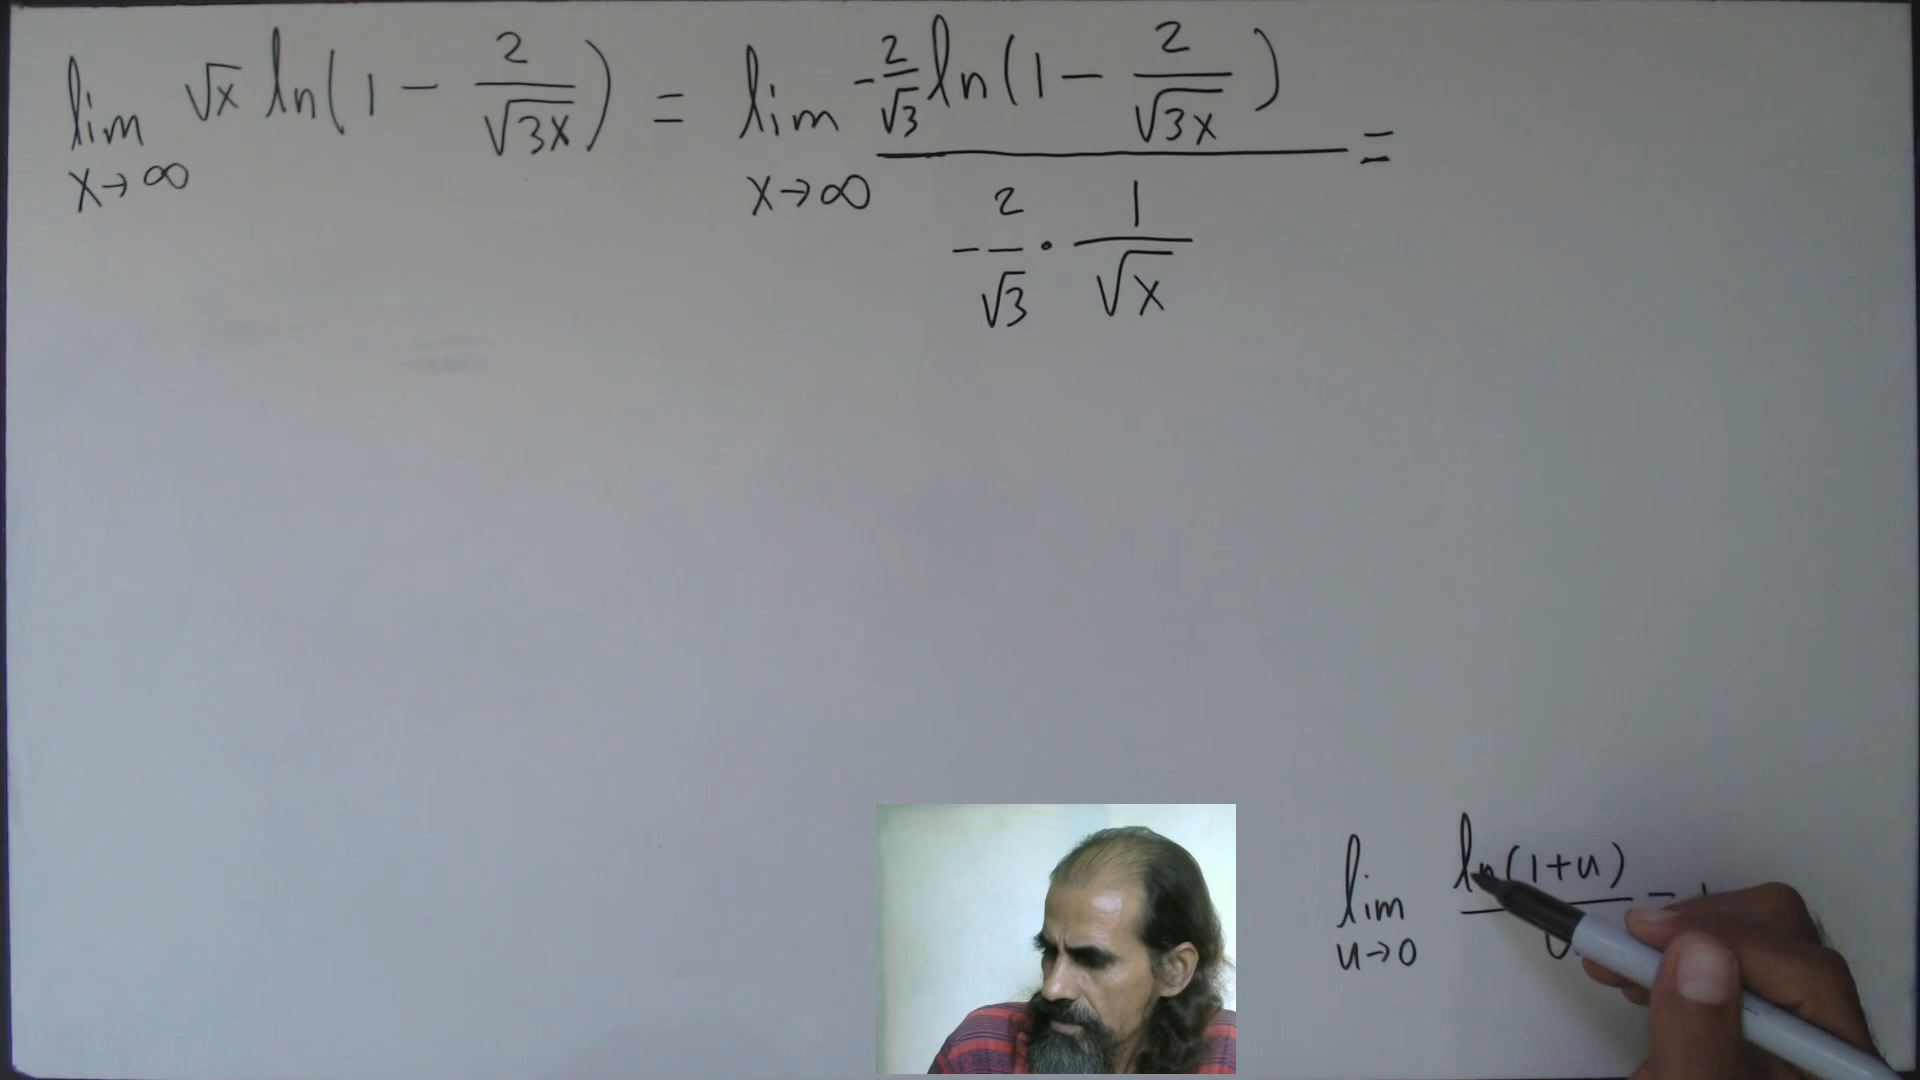 lim x→∞ √x ln(1 - 2/√(3x)) = lim x→∞ (-2/√3 ln(1 - 2/√(3x))) / (-2/√3 · 1/√x) =
lim u→0 ln(1+u)